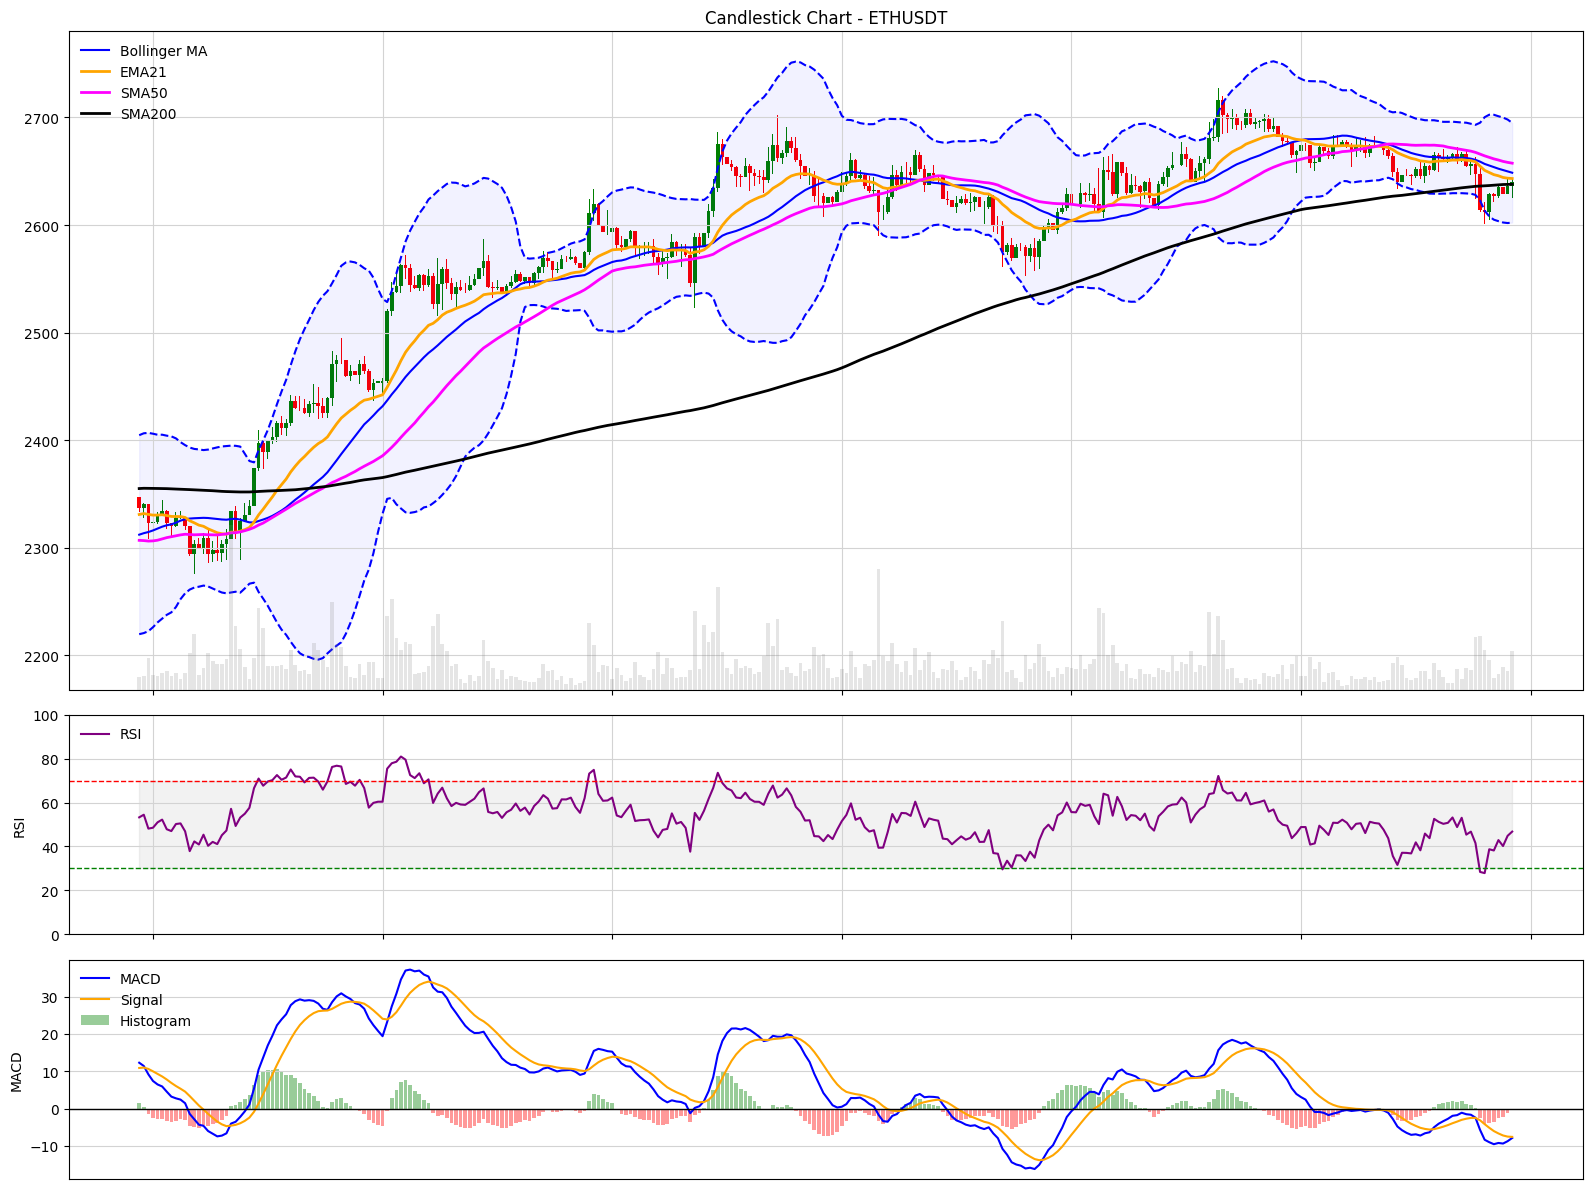 Candlestick Chart - ETHUSDT
Bollinger MA
EMA21
SMA50
SMA200
2700
2600
2500
2400
2300
2200
RSI
100
80
60
40
20
0
RSI
MACD
Signal
Histogram
30
20
10
0
−10
MACD